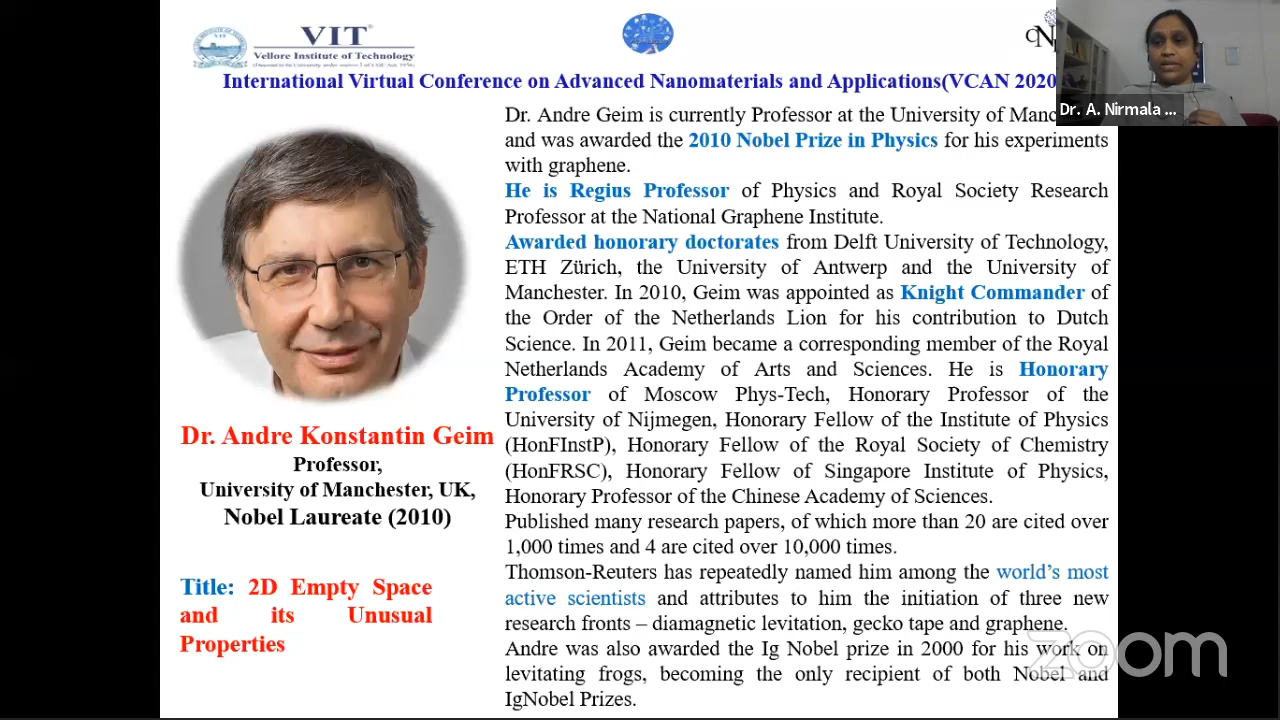 VIT
Vellore Institute of Technology
International Virtual Conference on Advanced Nanomaterials and Applications(VCAN 2020
Dr. A. Nirmala ...
Dr. Andre Geim is currently Professor at the University of
and was awarded the 2010 Nobel Prize in Physics for his experiments
with graphene.
He is Regius Professor of Physics and Royal Society Research
Professor at the National Graphene Institute.
Awarded honorary doctorates from Delft University of Technology,
ETH Zürich, the University of Antwerp and the University of
Manchester. In 2010, Geim was appointed as Knight Commander of
the Order of the Netherlands Lion for his contribution to Dutch
Science. In 2011, Geim became a corresponding member of the Royal
Netherlands Academy of Arts and Sciences. He is Honorary
Professor of Moscow Phys-Tech, Honorary Professor of the
University of Nijmegen, Honorary Fellow of the Institute of Physics
(HonFInstP), Honorary Fellow of the Royal Society of Chemistry
(HonFRSC), Honorary Fellow of Singapore Institute of Physics,
Honorary Professor of the Chinese Academy of Sciences.
Published many research papers, of which more than 20 are cited over
1,000 times and 4 are cited over 10,000 times.
Thomson-Reuters has repeatedly named him among the world's most
active scientists and attributes to him the initiation of three new
research fronts – diamagnetic levitation, gecko tape and graphene.
Andre was also awarded the Ig Nobel prize in 2000 for his work on
levitating frogs, becoming the only recipient of both Nobel and
IgNobel Prizes.
Dr. Andre Konstantin Geim
Professor,
University of Manchester, UK,
Nobel Laureate (2010)
Title: 2D Empty Space
and its Unusual
Properties
zoom